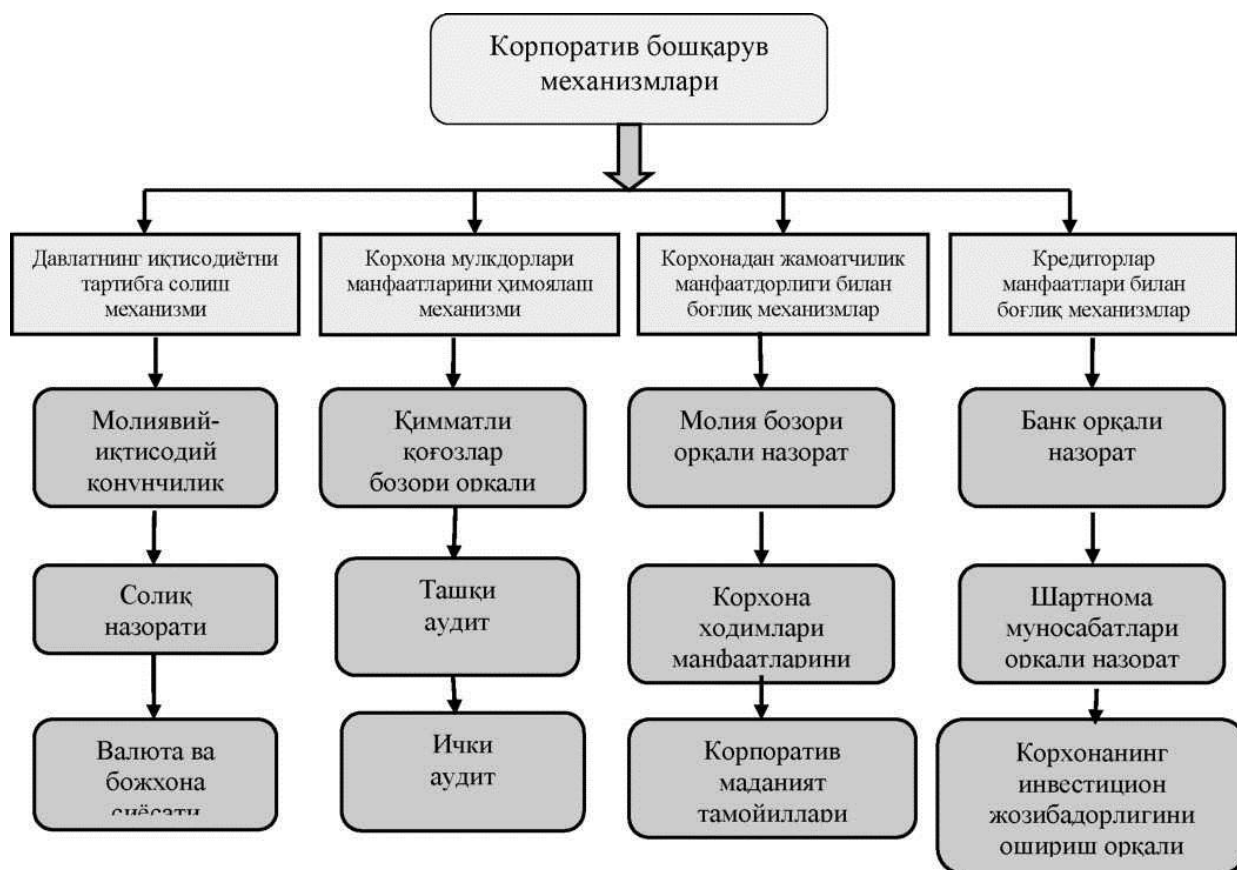 Корпоратив бошқарув
механизмлари
Давлатнинг иқтисодиётни
тартибга солиш
механизми
Корхона мулкдорлари
манфаатларини ҳимоялаш
механизми
Корхонадан жамоатчилик
манфаатдорлиги билан
боғлиқ механизмлар
Кредиторлар
манфаатлари билан
боғлиқ механизмлар
Молиявий-
иқтисодий
қонунчилик
Қимматли
қоғозлар
бозори орқали
Молия бозори
орқали назорат
Банк орқали
назорат
Солиқ
назорати
Ташқи
аудит
Корхона
ходимлари
манфаатларини
Шартнома
муносабатлари
орқали назорат
Валюта ва
божхона
сиёсати
Ички
аудит
Корпоратив
маданият
тамойиллари
Корхонанинг
инвестицион
жозибадорлигини
ошириш орқали